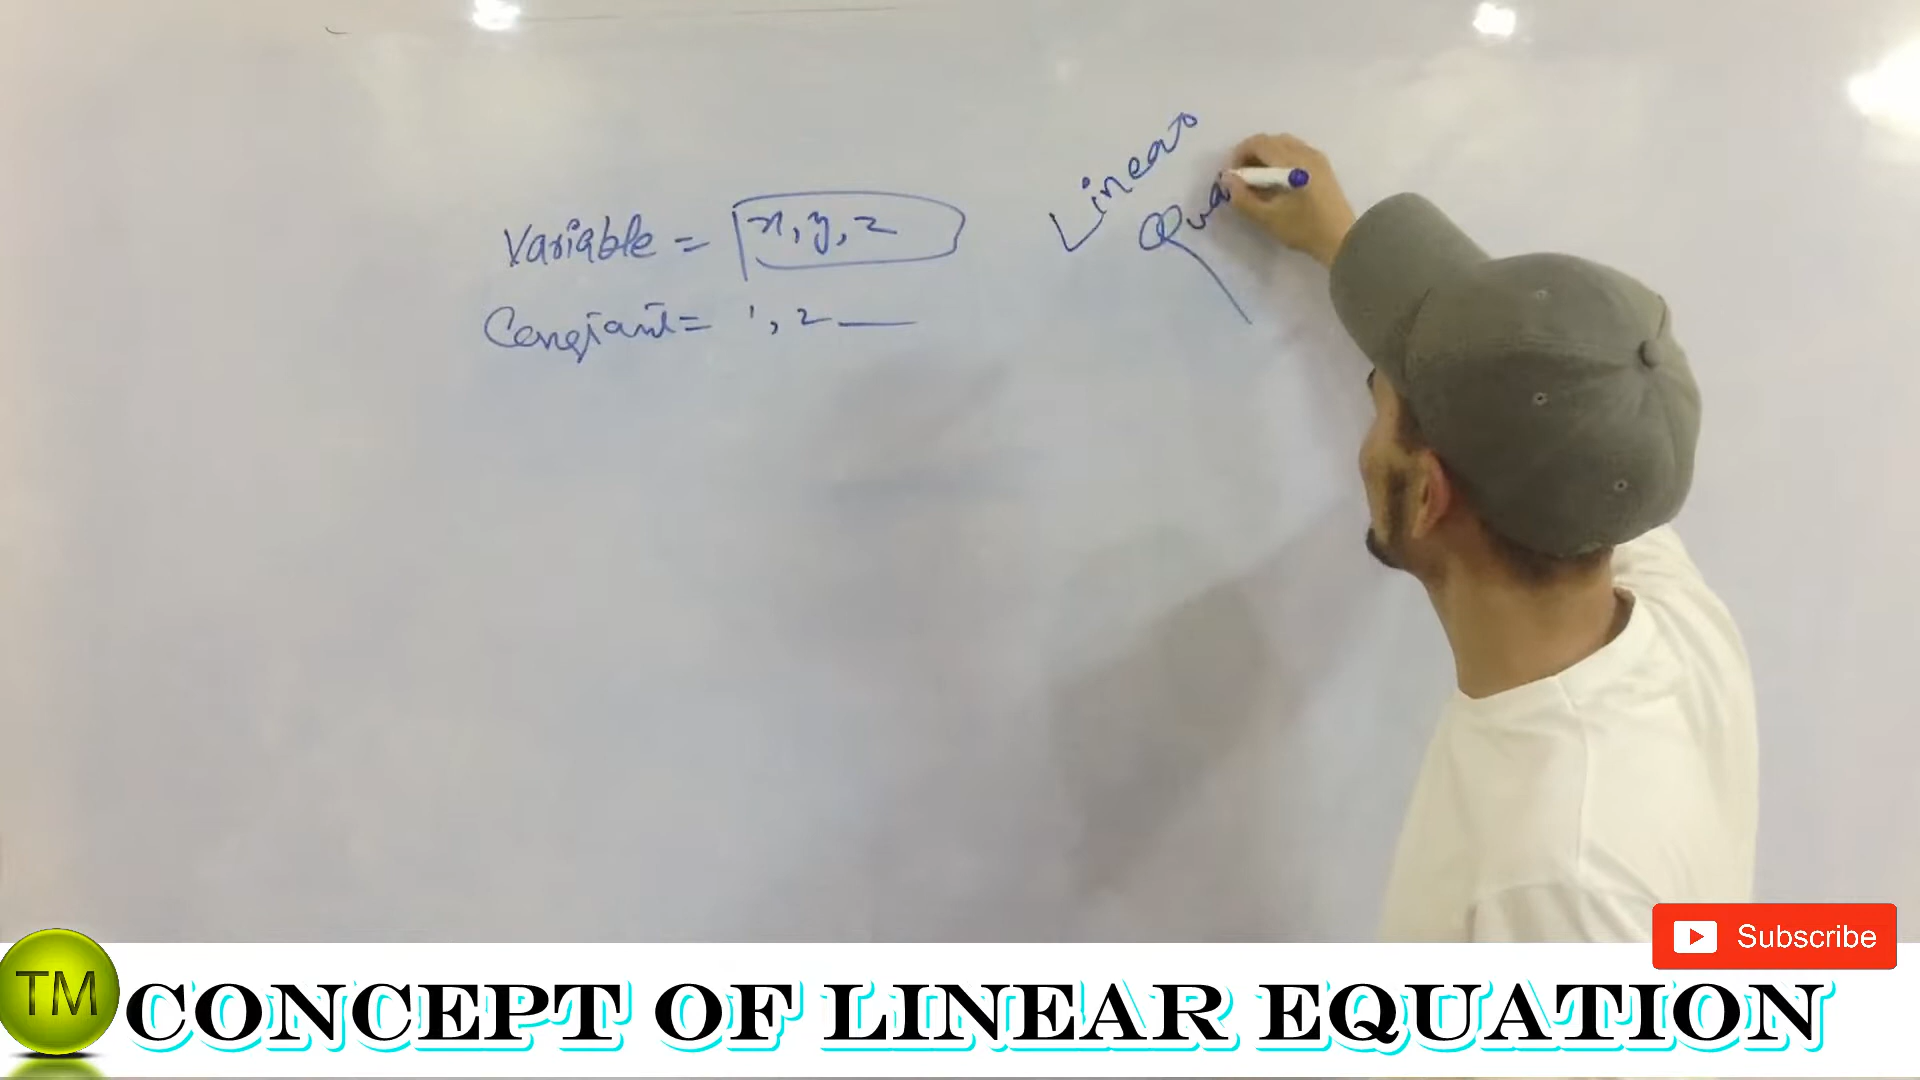 Variable = x, y, z
Constant = 1, 2 —
Linear
Qua
Subscribe
TM
CONCEPT OF LINEAR EQUATION